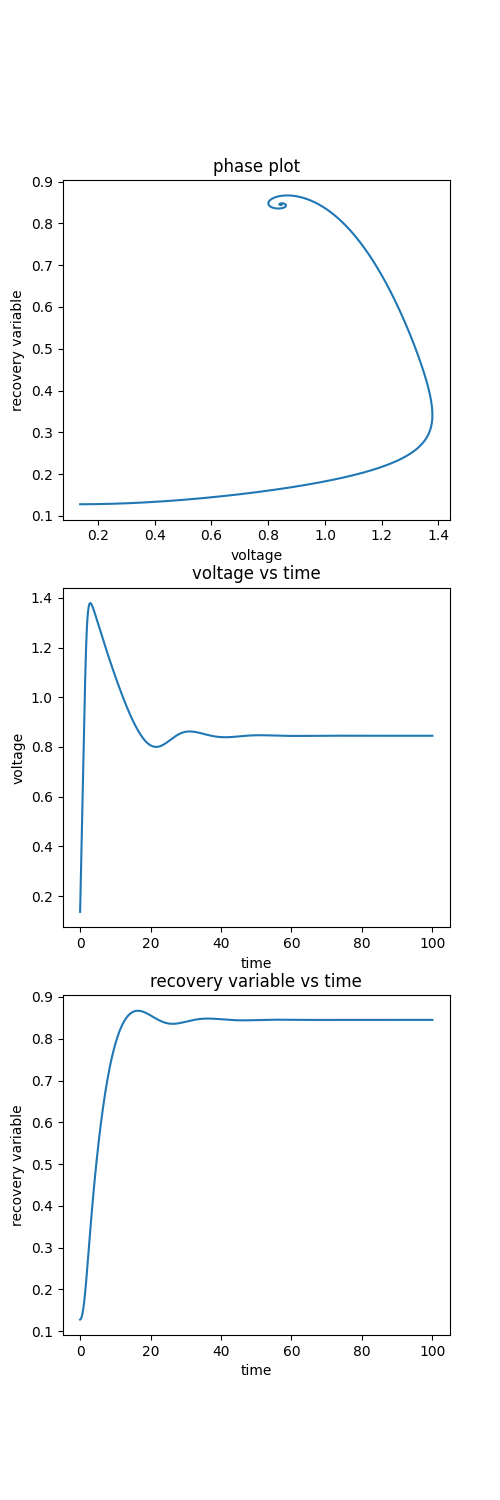 phase plot
0.9
0.8
0.7
0.6
0.5
0.4
0.3
0.2
0.1
recovery variable
0.2 0.4 0.6 0.8 1.0 1.2 1.4
voltage
voltage vs time
1.4
1.2
1.0
0.8
0.6
0.4
0.2
voltage
0 20 40 60 80 100
time
recovery variable vs time
0.9
0.8
0.7
0.6
0.5
0.4
0.3
0.2
0.1
recovery variable
0 20 40 60 80 100
time